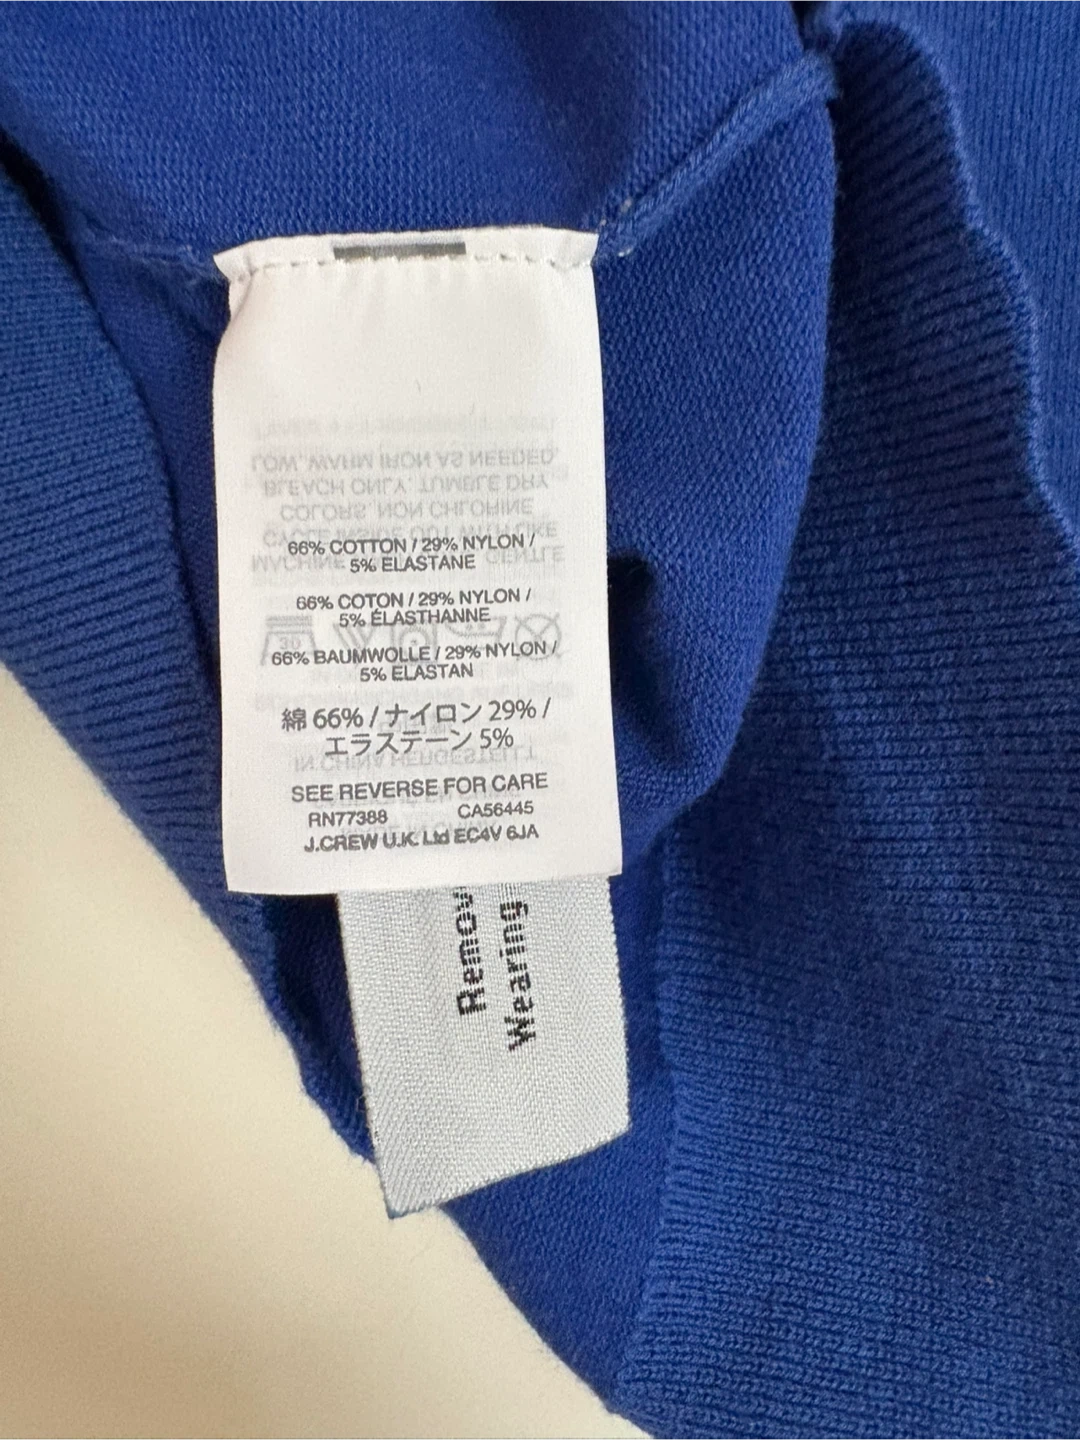 66% COTTON / 29% NYLON /
5% ELASTANE
66% COTON / 29% NYLON /
5% ÉLASTHANNE
66% BAUMWOLLE / 29% NYLON /
5% ELASTAN
綿 66% / ナイロン 29% /
エラステーン 5%
SEE REVERSE FOR CARE
RN77388 CA56445
J.CREW U.K. Ltd EC4V 6JA
Remov
Wearing